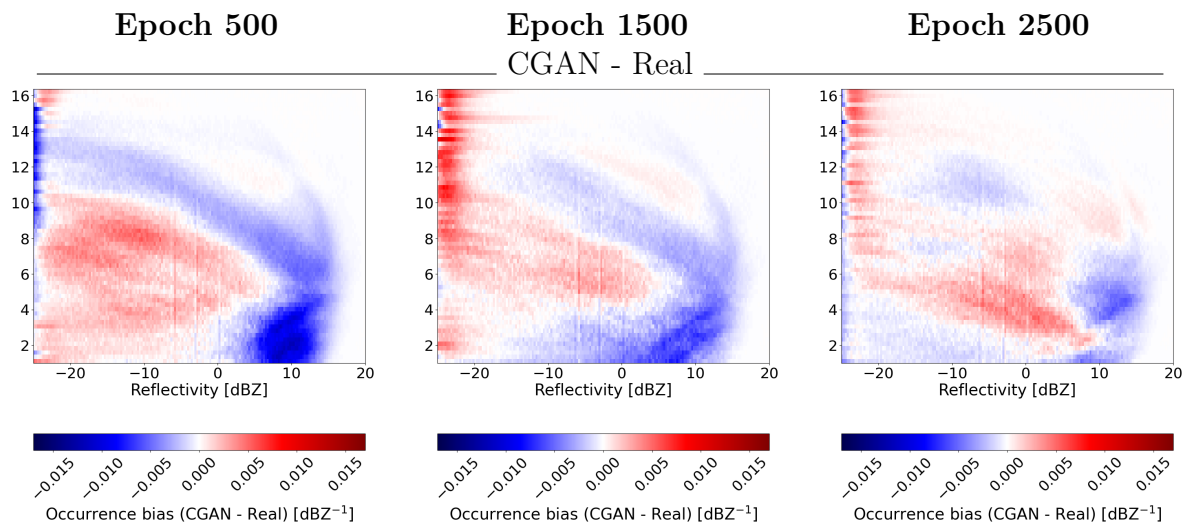 Epoch 500 Epoch 1500 Epoch 2500
CGAN - Real
16 16 16
14 14 14
12 12 12
10 10 10
8 8 8
6 6 6
4 4 4
2 2 2
−20 −10 0 10 20 −20 −10 0 10 20 −20 −10 0 10 20
Reflectivity [dBZ] Reflectivity [dBZ] Reflectivity [dBZ]
−0.015 −0.010 −0.005 0.000 0.005 0.010 0.015 −0.015 −0.010 −0.005 0.000 0.005 0.010 0.015 −0.015 −0.010 −0.005 0.000 0.005 0.010 0.015
Occurrence bias (CGAN - Real) [dBZ⁻¹] Occurrence bias (CGAN - Real) [dBZ⁻¹] Occurrence bias (CGAN - Real) [dBZ⁻¹]